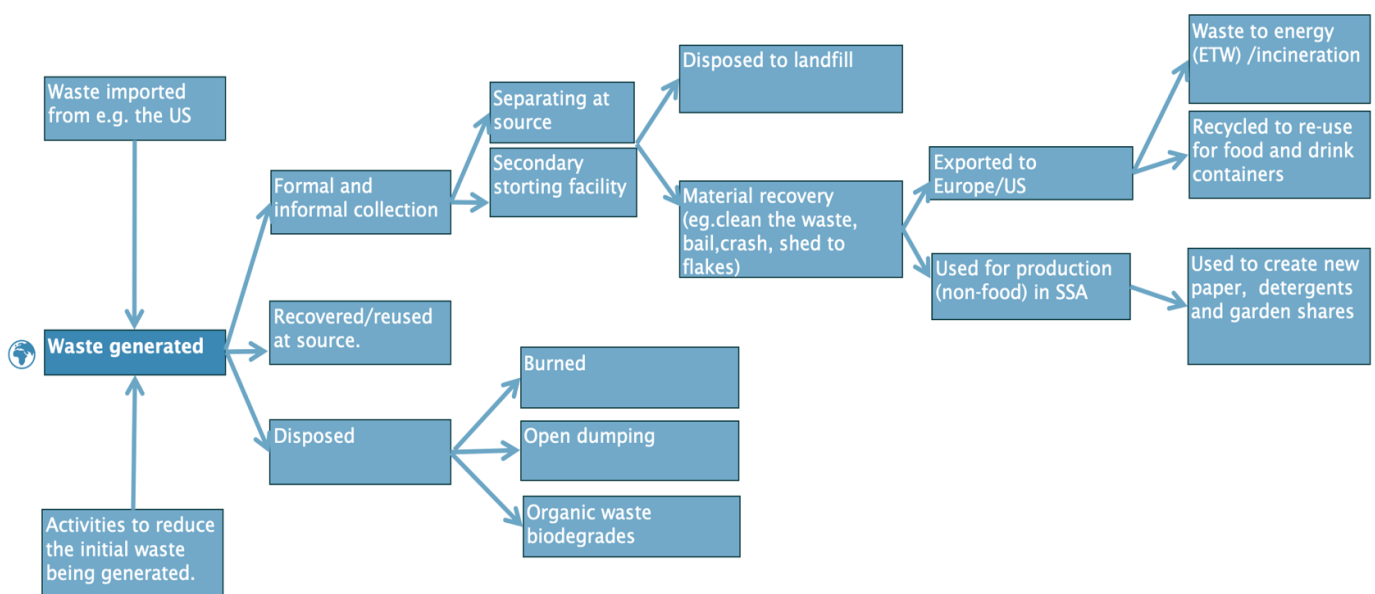 Waste imported
from e.g. the US
Waste generated
Activities to reduce
the initial waste
being generated.
Formal and
informal collection
Recovered/reused
at source.
Disposed
Separating at
source
Secondary
storting facility
Burned
Open dumping
Organic waste
biodegrades
Disposed to landfill
Material recovery
(eg.clean the waste,
bail,crash, shed to
flakes)
Exported to
Europe/US
Used for production
(non-food) in SSA
Waste to energy
(ETW) /incineration
Recycled to re-use
for food and drink
containers
Used to create new
paper, detergents
and garden shares